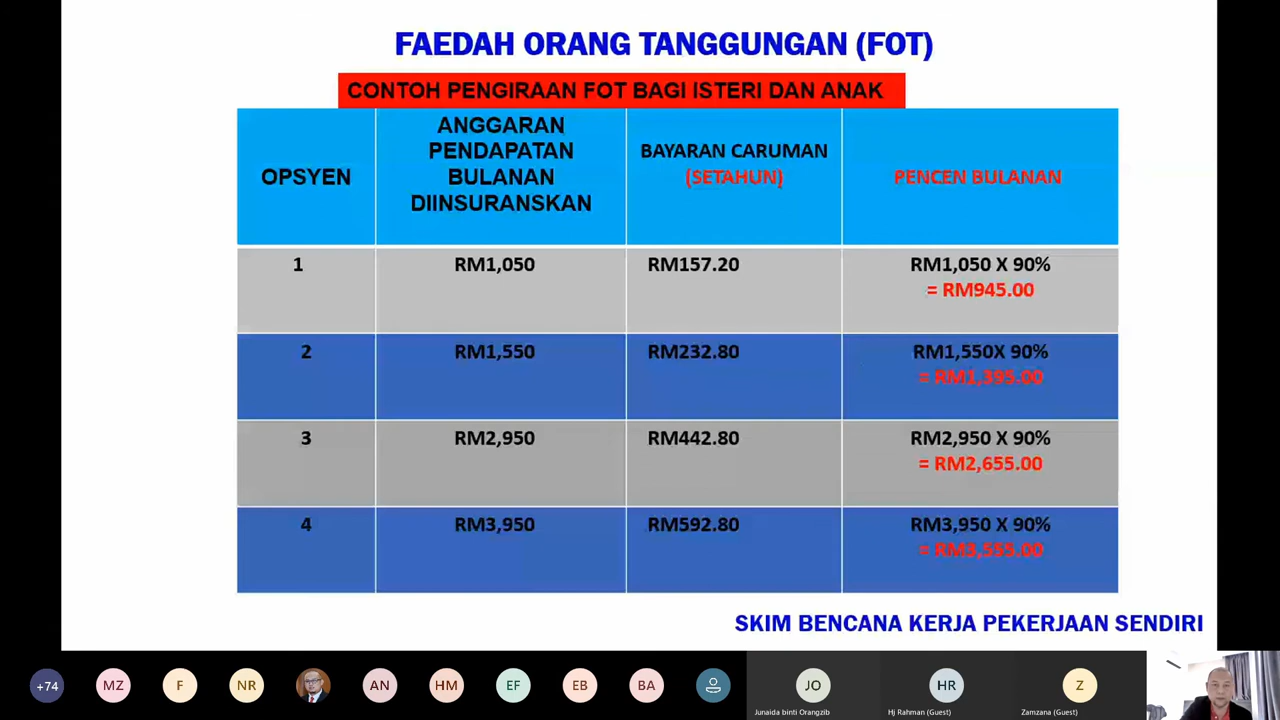 FAEDAH ORANG TANGGUNGAN (FOT)
CONTOH PENGIRAAN FOT BAGI ISTERI DAN ANAK
OPSYEN
ANGGARAN
PENDAPATAN
BULANAN
DIINSURANSKAN
BAYARAN CARUMAN
(SETAHUN)
PENCEN BULANAN
1
RM1,050
RM157.20
RM1,050 X 90%
= RM945.00
2
RM1,550
RM232.80
RM1,550X 90%
= RM1,395.00
3
RM2,950
RM442.80
RM2,950 X 90%
= RM2,655.00
4
RM3,950
RM592.80
RM3,950 X 90%
= RM3,555.00
SKIM BENCANA KERJA PEKERJAAN SENDIRI
+74
MZ
F
NR
AN
HM
EF
EB
BA
JO
Junaida binti Orangzib
HR
Hj Rahman (Guest)
Z
Zamzana (Guest)